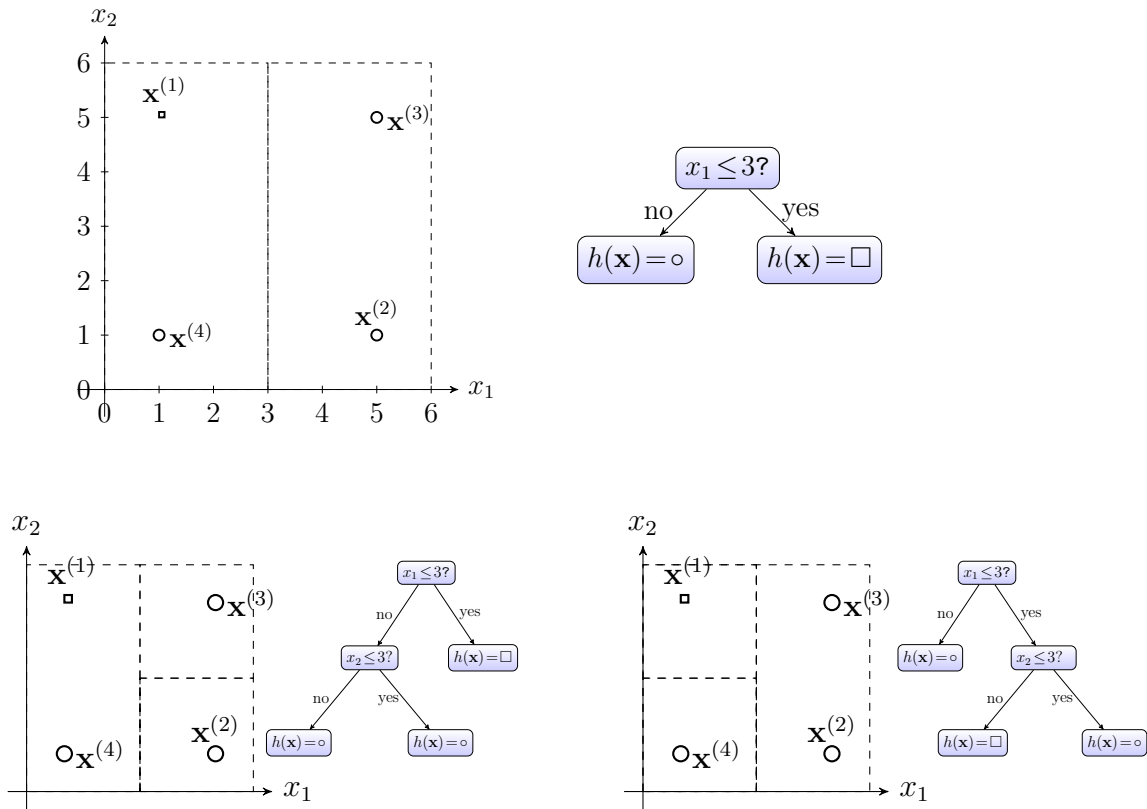 x₂
6
x⁽¹⁾
5
x⁽³⁾
4
x₁ ≤ 3?
3
no
yes
2
h(x) = ○
h(x) = □
x⁽²⁾
1
x⁽⁴⁾
0
x₁
0 1 2 3 4 5 6
x₂
x⁽¹⁾
x⁽³⁾
x⁽²⁾
x⁽⁴⁾
x₁
x₁ ≤ 3?
no
yes
x₂ ≤ 3?
h(x) = □
no
yes
h(x) = ○
h(x) = ○
x₂
x⁽¹⁾
x⁽³⁾
x⁽²⁾
x⁽⁴⁾
x₁
x₁ ≤ 3?
no
yes
h(x) = ○
x₂ ≤ 3?
no
yes
h(x) = □
h(x) = ○